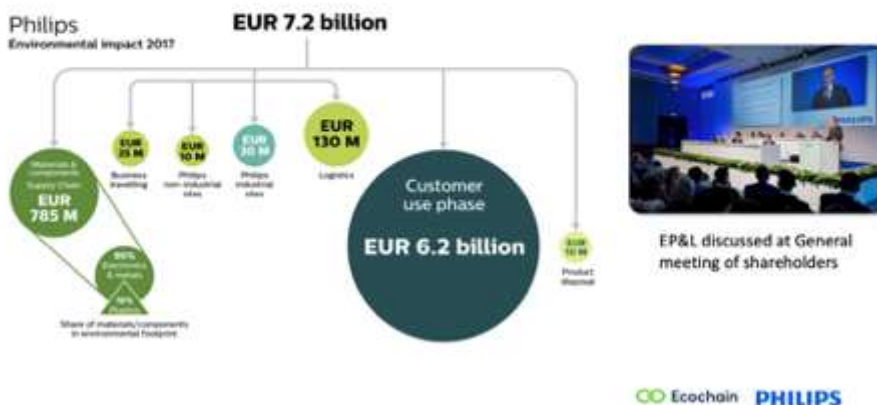 Philips
Environmental impact 2017
EUR 7.2 billion
Materials &
components
Supply Chain
EUR
785 M
EUR
25 M
Business
travelling
EUR
10 M
Philips
non-industrial
sites
EUR
30 M
Philips
industrial
sites
EUR
130 M
Logistics
Customer
use phase
EUR 6.2 billion
EUR
10 M
Product
disposal
Electronics
& metals
Share of materials/components
in environmental footprint
EP&L discussed at General
meeting of shareholders
Ecochain
PHILIPS